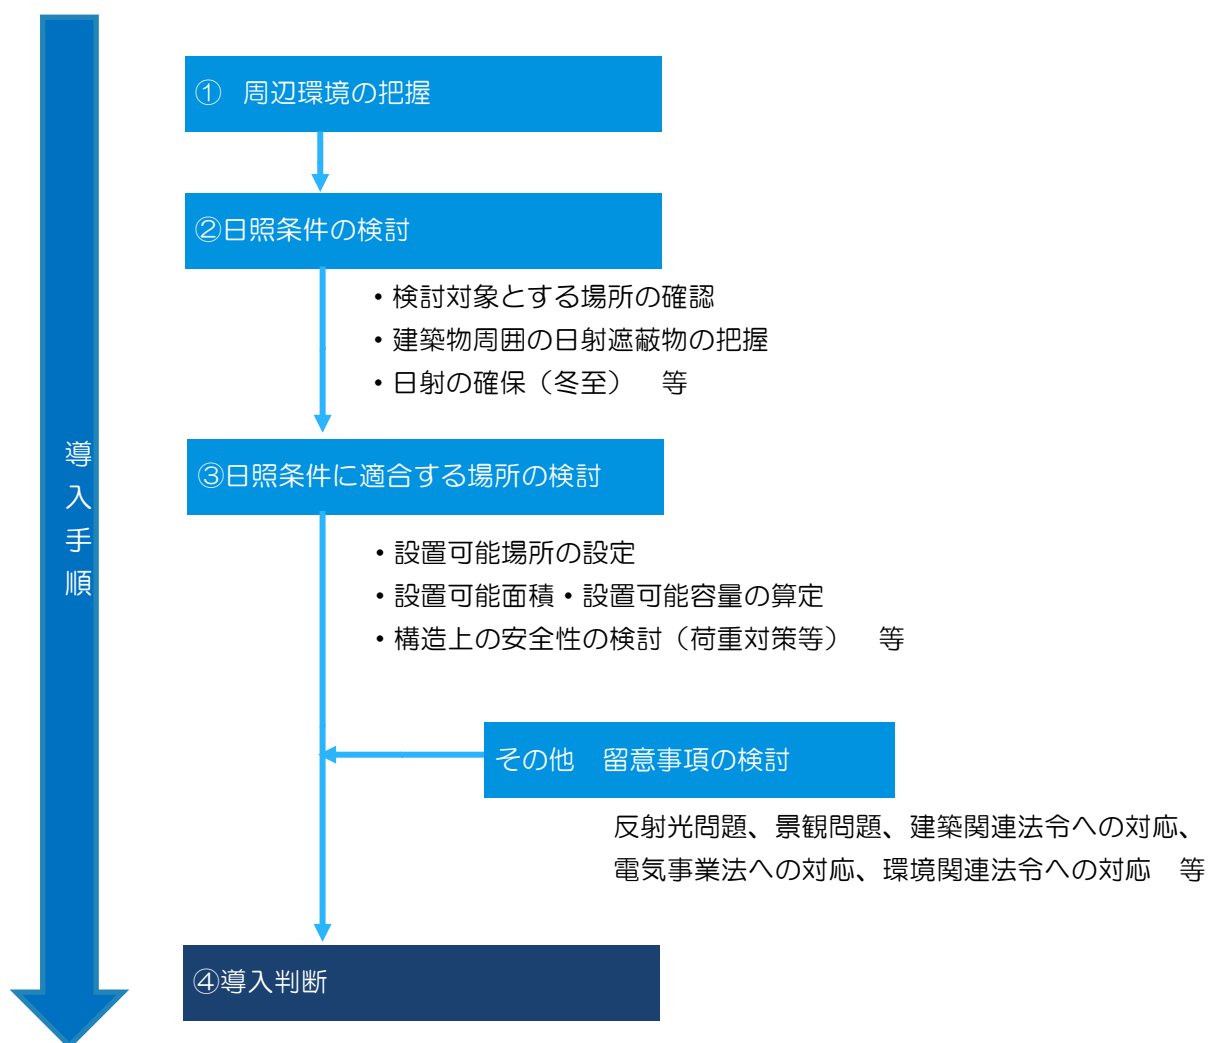 導入手順
① 周辺環境の把握
②日照条件の検討
・検討対象とする場所の確認
・建築物周囲の日射遮蔽物の把握
・日射の確保（冬至）　等
③日照条件に適合する場所の検討
・設置可能場所の設定
・設置可能面積・設置可能容量の算定
・構造上の安全性の検討（荷重対策等）　等
その他　留意事項の検討
反射光問題、景観問題、建築関連法令への対応、
電気事業法への対応、環境関連法令への対応　等
④導入判断